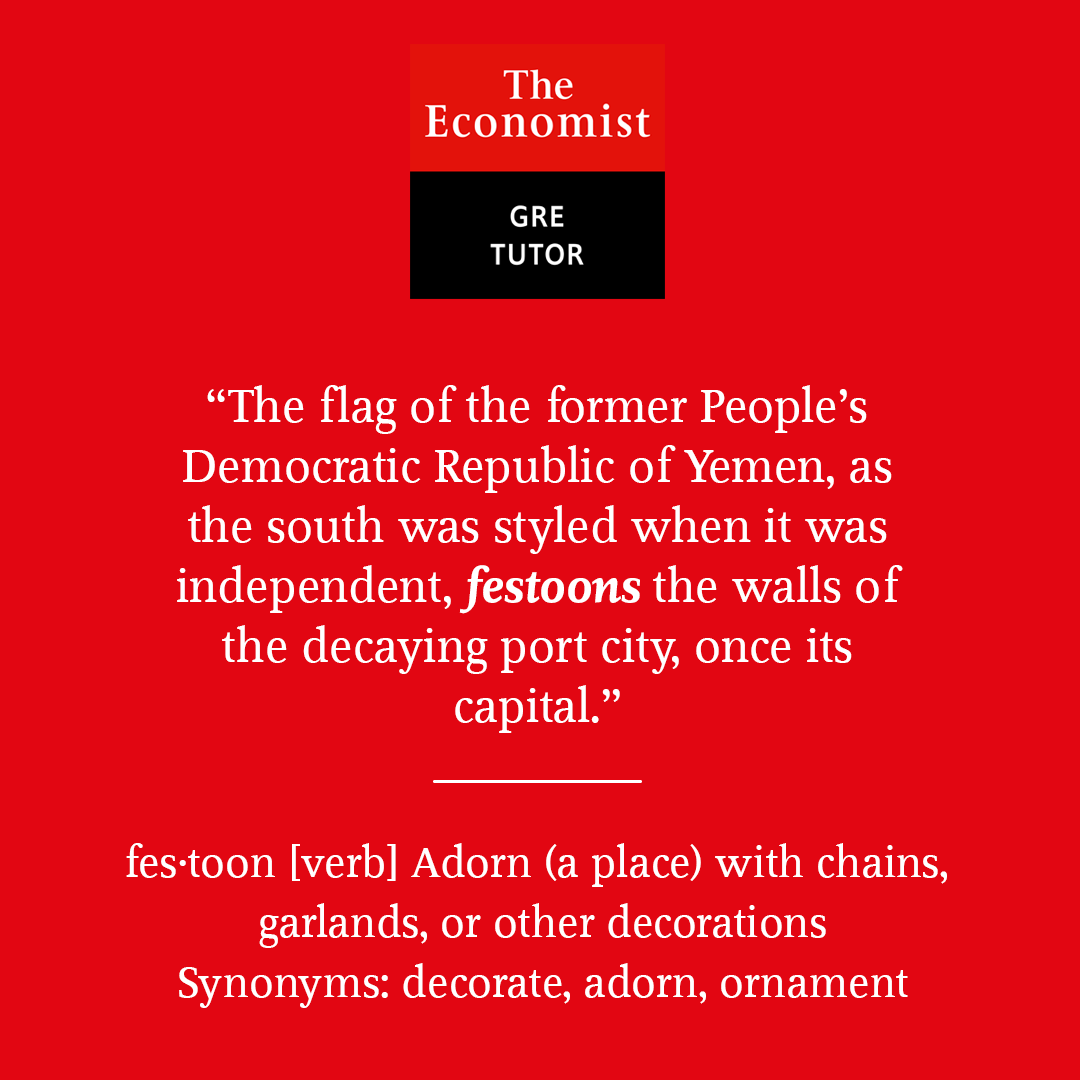 The
Economist
GRE
TUTOR
“The flag of the former People’s
Democratic Republic of Yemen, as
the south was styled when it was
independent, festoons the walls of
the decaying port city, once its
capital.”
fes·toon [verb] Adorn (a place) with chains,
garlands, or other decorations
Synonyms: decorate, adorn, ornament